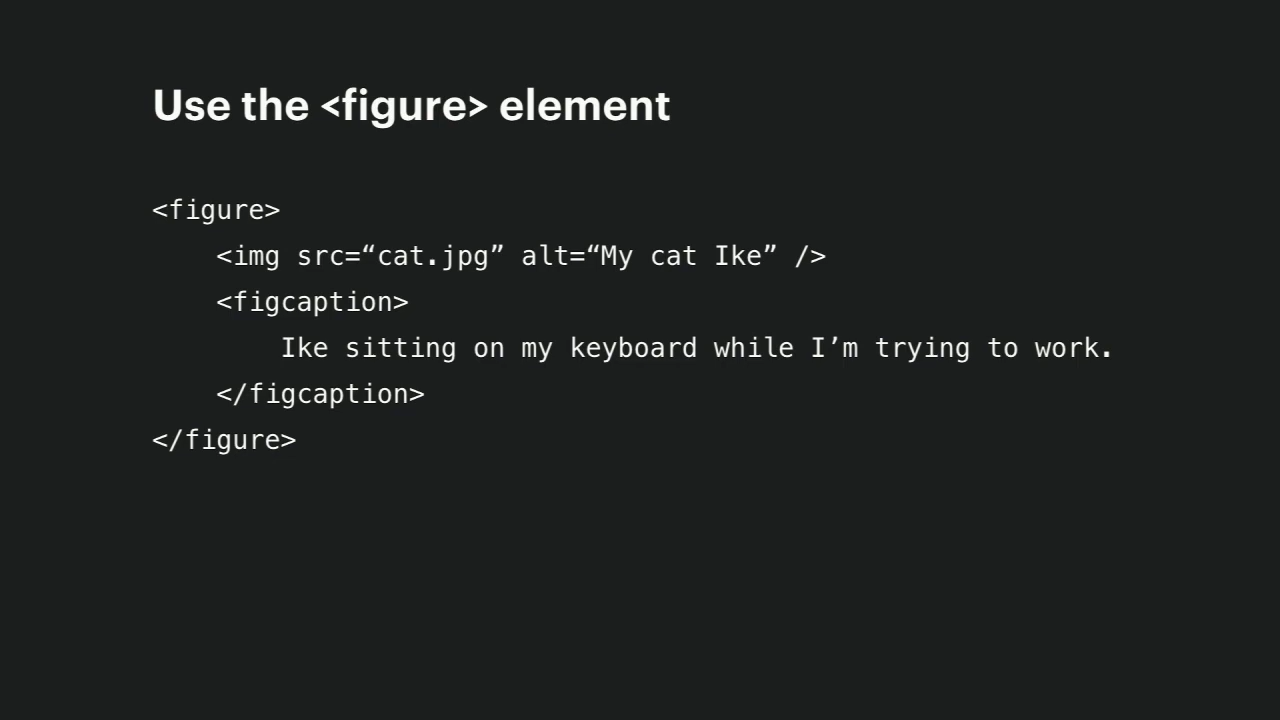 Use the <figure> element
<figure>
<img src=“cat.jpg” alt=“My cat Ike” />
<figcaption>
Ike sitting on my keyboard while I’m trying to work.
</figcaption>
</figure>